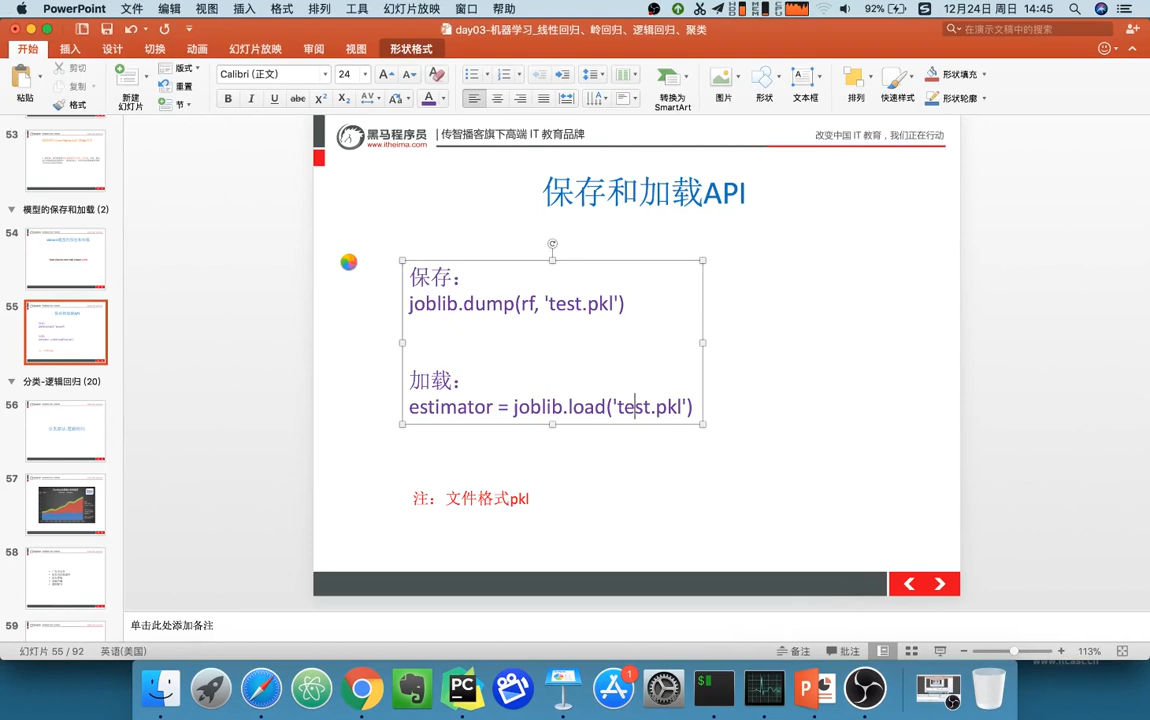 PowerPoint 文件 编辑 视图 插入 格式 排列 工具 幻灯片放映 窗口 帮助 92% 12月24日 周日 14:45
day03-机器学习_线性回归、岭回归、逻辑回归、聚类
在演示文稿中的搜索
开始 插入 设计 切换 动画 幻灯片放映 审阅 视图 形状格式
粘贴 剪切 复制 格式
新建幻灯片 版式 重置 节
Calibri (正文) 24
转换为 SmartArt 图片 形状 文本框 排列 快速样式 形状填充 形状轮廓
53
模型的保存和加载 (2)
54
55
分类-逻辑回归 (20)
56
57
58
59
黑马程序员 | 传智播客旗下高端 IT 教育品牌
www.itheima.com
改变中国 IT 教育，我们正在行动
保存和加载API
保存：
joblib.dump(rf, 'test.pkl')
加载：
estimator = joblib.load('test.pkl')
注：文件格式pkl
单击此处添加备注
幻灯片 55 / 92 英语(美国) 备注 批注 113%